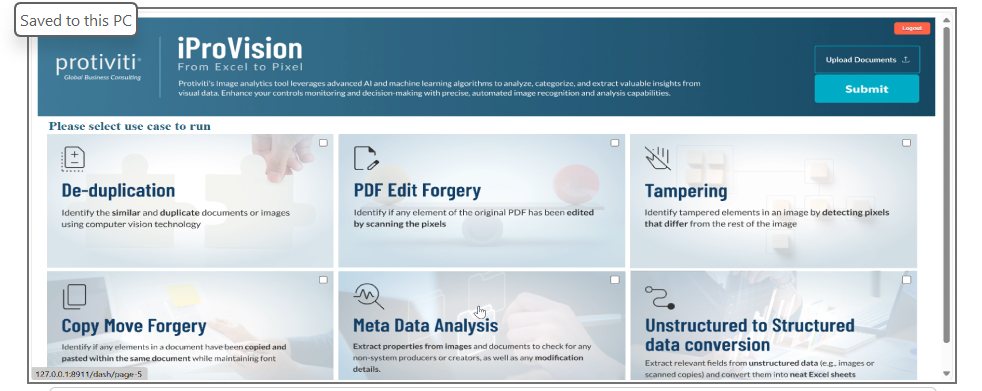 Saved to this PC
Logout
protiviti®
Global Business Consulting
iProVision
From Excel to Pixel
Protiviti's Image analytics tool leverages advanced AI and machine learning algorithms to analyze, categorize, and extract valuable insights from
visual data. Enhance your controls monitoring and decision-making with precise, automated image recognition and analysis capabilities.
Upload Documents
Submit
Please select use case to run
De-duplication
Identify the similar and duplicate documents or images
using computer vision technology
PDF Edit Forgery
Identify if any element of the original PDF has been edited
by scanning the pixels
Tampering
Identify tampered elements in an image by detecting pixels
that differ from the rest of the image
Copy Move Forgery
Identify if any elements in a document have been copied and
pasted within the same document while maintaining font
Meta Data Analysis
Extract properties from images and documents to check for any
non-system producers or creators, as well as any modification
details.
Unstructured to Structured
data conversion
Extract relevant fields from unstructured data (e.g., images or
scanned copies) and convert them into neat Excel sheets
127.0.0.1:8911/dash/page-5